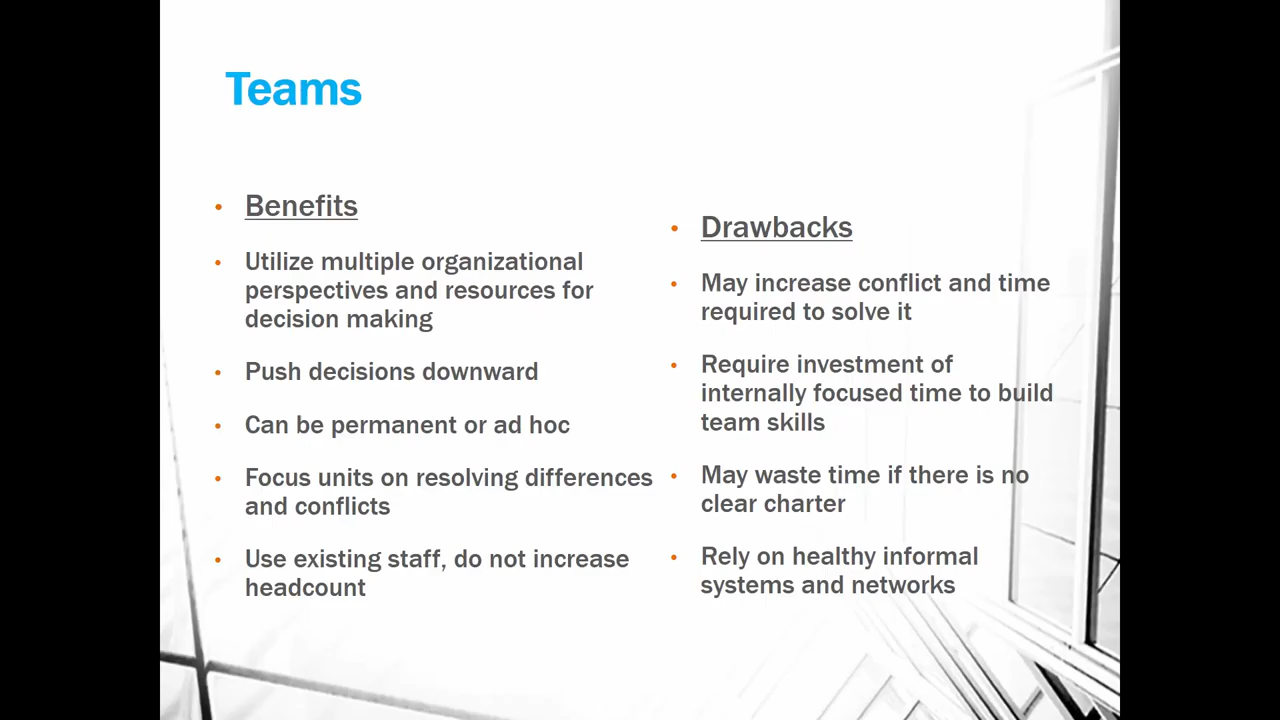 Teams
• Benefits
• Utilize multiple organizational
perspectives and resources for
decision making
• Push decisions downward
• Can be permanent or ad hoc
• Focus units on resolving differences
and conflicts
• Use existing staff, do not increase
headcount
• Drawbacks
• May increase conflict and time
required to solve it
• Require investment of
internally focused time to build
team skills
• May waste time if there is no
clear charter
• Rely on healthy informal
systems and networks